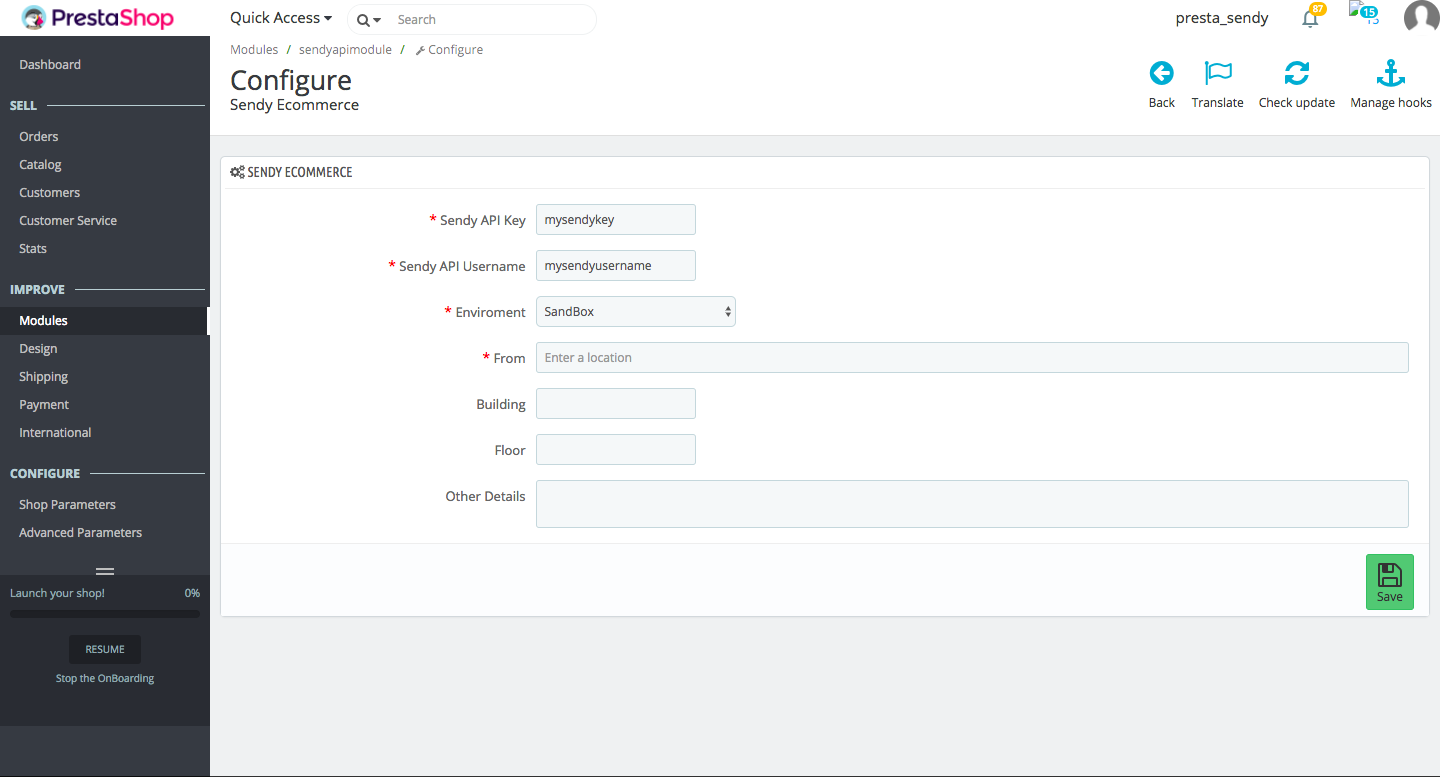 PrestaShop
Quick Access
Search
presta_sendy
87
15
Modules / sendyapimodule / Configure
Configure
Sendy Ecommerce
Back
Translate
Check update
Manage hooks
Dashboard
SELL
Orders
Catalog
Customers
Customer Service
Stats
IMPROVE
Modules
Design
Shipping
Payment
International
CONFIGURE
Shop Parameters
Advanced Parameters
Launch your shop! 0%
RESUME
Stop the OnBoarding
SENDY ECOMMERCE
* Sendy API Key mysendykey
* Sendy API Username mysendyusername
* Enviroment SandBox
* From Enter a location
Building
Floor
Other Details
Save